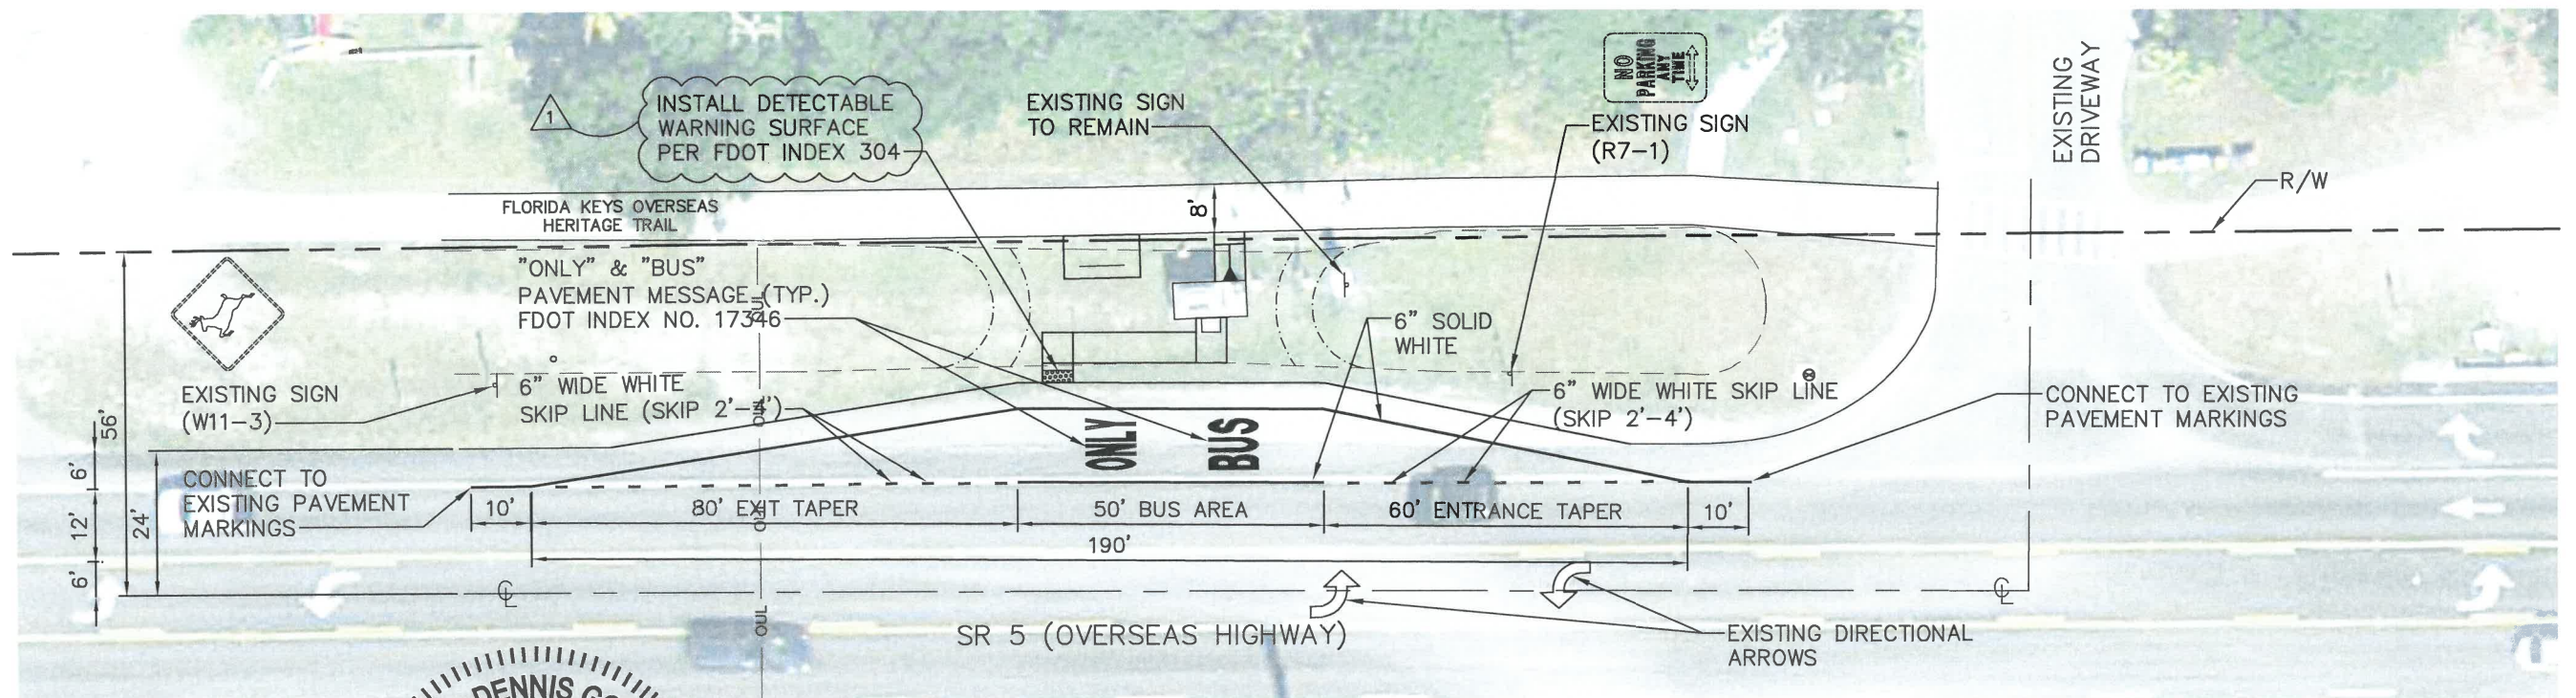 NO
PARKING
ANY
TIME
EXISTING
DRIVEWAY
1
INSTALL DETECTABLE
WARNING SURFACE
PER FDOT INDEX 304
EXISTING SIGN
TO REMAIN
EXISTING SIGN
(R7-1)
R/W
FLORIDA KEYS OVERSEAS
HERITAGE TRAIL
8'
"ONLY" & "BUS"
PAVEMENT MESSAGE (TYP.)
FDOT INDEX NO. 17346
OUL
6" SOLID
WHITE
EXISTING SIGN
(W11-3)
6" WIDE WHITE
SKIP LINE (SKIP 2'-4')
OUL
6" WIDE WHITE SKIP LINE
(SKIP 2'-4')
CONNECT TO EXISTING
PAVEMENT MARKINGS
ONLY
BUS
56'
6'
12'
24'
6'
CONNECT TO
EXISTING PAVEMENT
MARKINGS
10'
80' EXIT TAPER
OUL
50' BUS AREA
60' ENTRANCE TAPER
10'
190'
CL
CL
OUL
SR 5 (OVERSEAS HIGHWAY)
EXISTING DIRECTIONAL
ARROWS
DENNIS